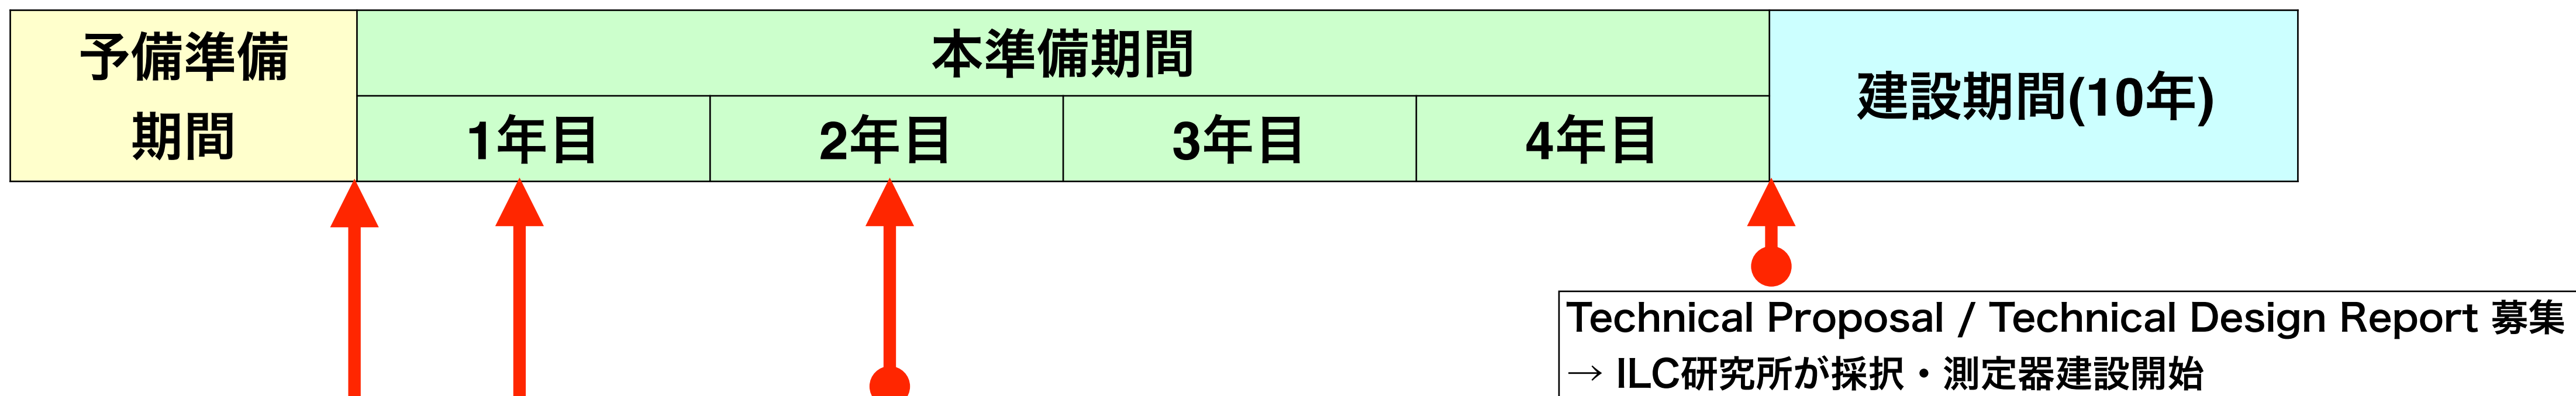 予備準備
期間
本準備期間
1年目
2年目
3年目
4年目
建設期間(10年)
Technical Proposal / Technical Design Report 募集
→ ILC研究所が採択・測定器建設開始